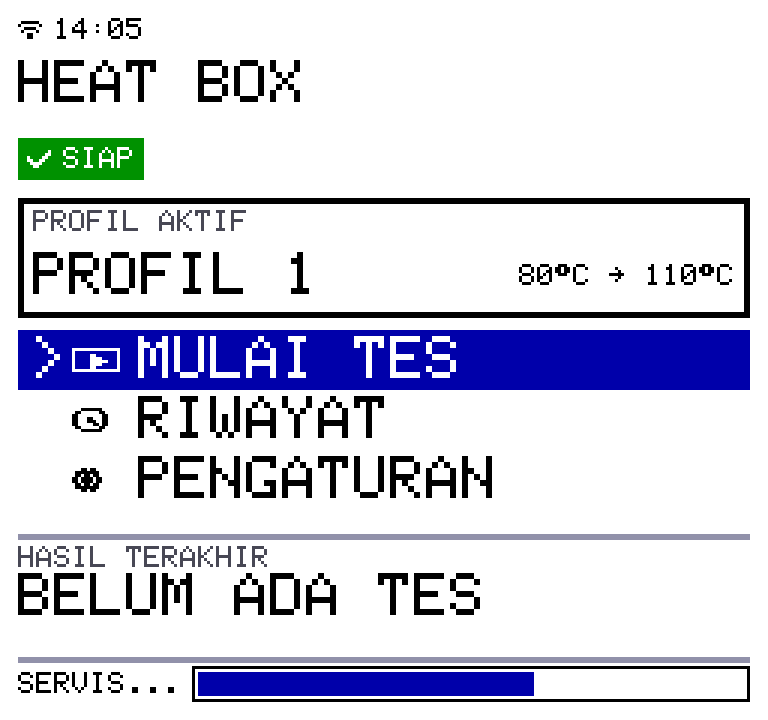 14:05
HEAT BOX
SIAP
PROFIL AKTIF
PROFIL 1 80°C → 110°C
> MULAI TES
RIWAYAT
PENGATURAN
HASIL TERAKHIR
BELUM ADA TES
SERVIS...